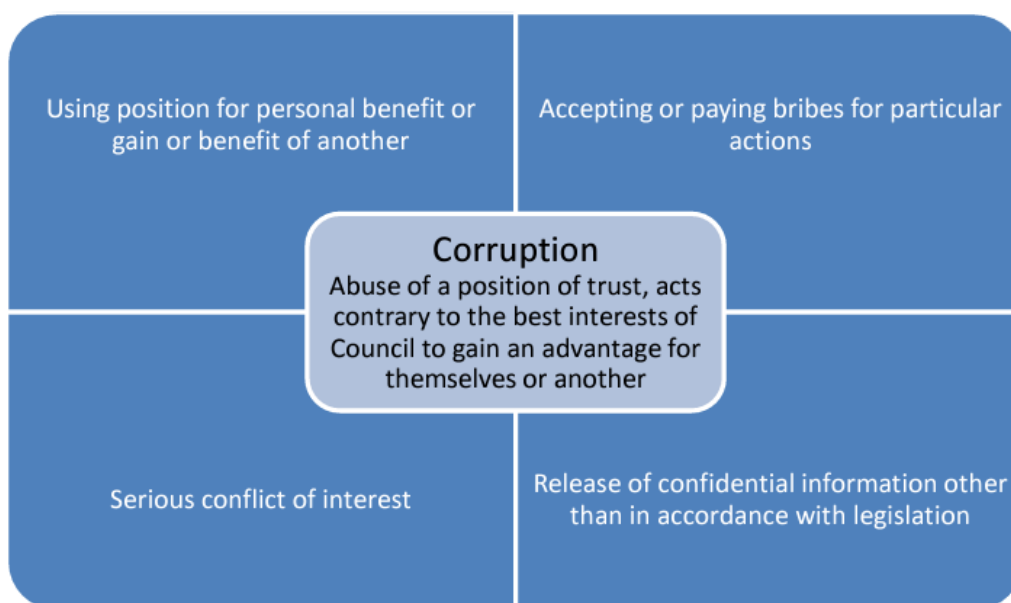 Using position for personal benefit or
gain or benefit of another
Accepting or paying bribes for particular
actions
Corruption
Abuse of a position of trust, acts
contrary to the best interests of
Council to gain an advantage for
themselves or another
Serious conflict of interest
Release of confidential information other
than in accordance with legislation